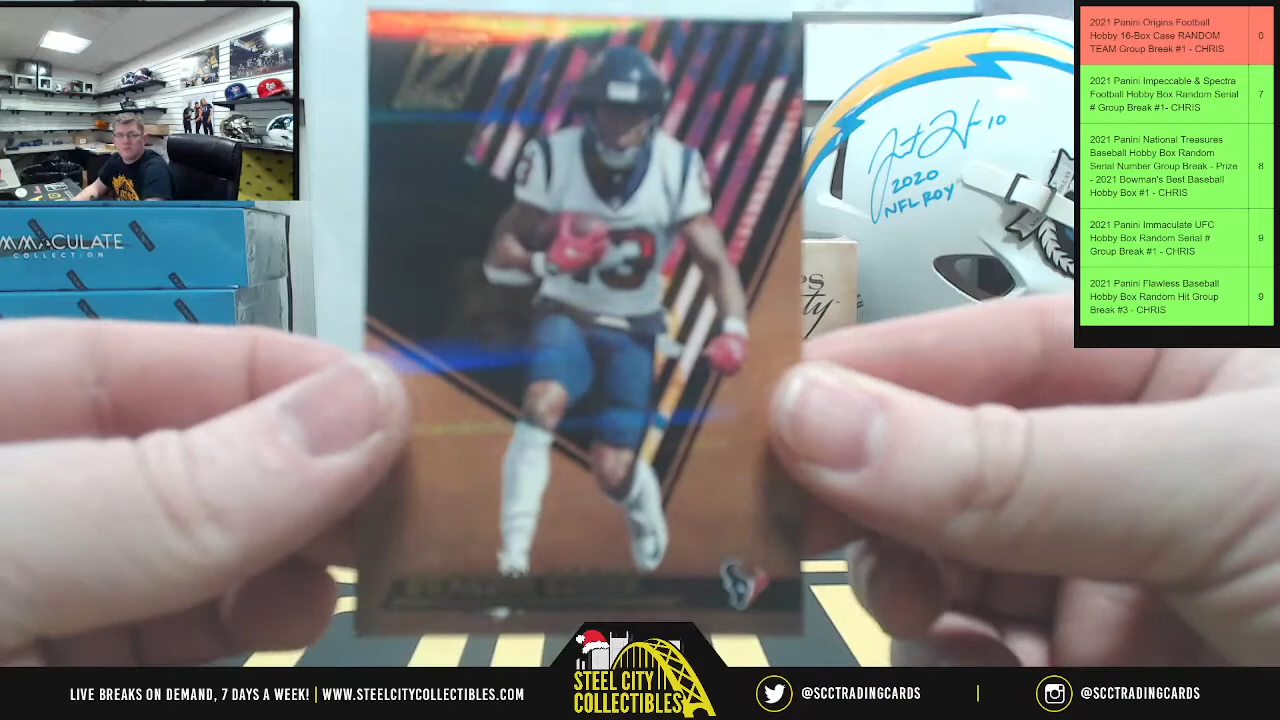 IMMACULATE
COLLECTION
13
10
2020
NFL ROY
2021 Panini Origins Football
Hobby 16-Box Case RANDOM
TEAM Group Break #1 - CHRIS
0
2021 Panini Impeccable & Spectra
Football Hobby Box Random Serial
# Group Break #1- CHRIS
7
2021 Panini National Treasures
Baseball Hobby Box Random
Serial Number Group Break - Prize
- 2021 Bowman's Best Baseball
Hobby Box #1 - CHRIS
8
2021 Panini Immaculate UFC
Hobby Box Random Serial #
Group Break #1 - CHRIS
9
2021 Panini Flawless Baseball
Hobby Box Random Hit Group
Break #3 - CHRIS
9
LIVE BREAKS ON DEMAND, 7 DAYS A WEEK! | WWW.STEELCITYCOLLECTIBLES.COM
STEEL CITY
COLLECTIBLES
@SCCTRADINGCARDS | @SCCTRADINGCARDS